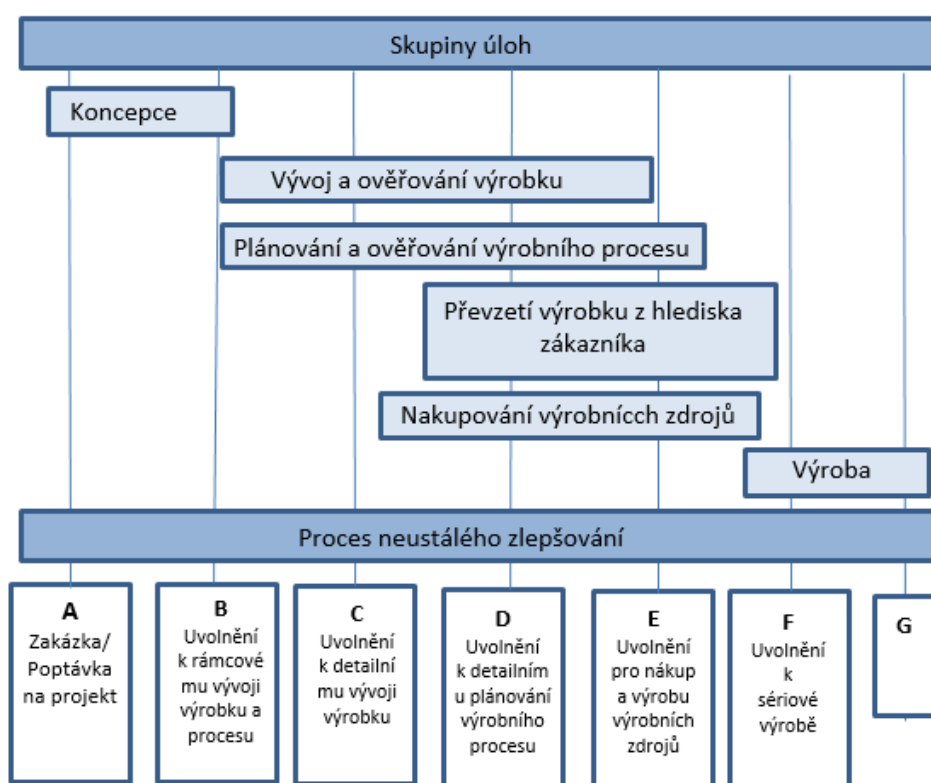 Skupiny úloh
Koncepce
Vývoj a ověřování výrobku
Plánování a ověřování výrobního procesu
Převzetí výrobku z hlediska
zákazníka
Nakupování výrobnícch zdrojů
Výroba
Proces neustálého zlepšování
A
Zakázka/
Poptávka
na projekt
B
Uvolnění
k rámcové
mu vývoji
výrobku a
procesu
C
Uvolnění
k detailní
mu vývoji
výrobku
D
Uvolnění
k detailním
u plánování
výrobního
procesu
E
Uvolnění
pro nákup
a výrobu
výrobních
zdrojů
F
Uvolnění
k
sériové
výrobě
G